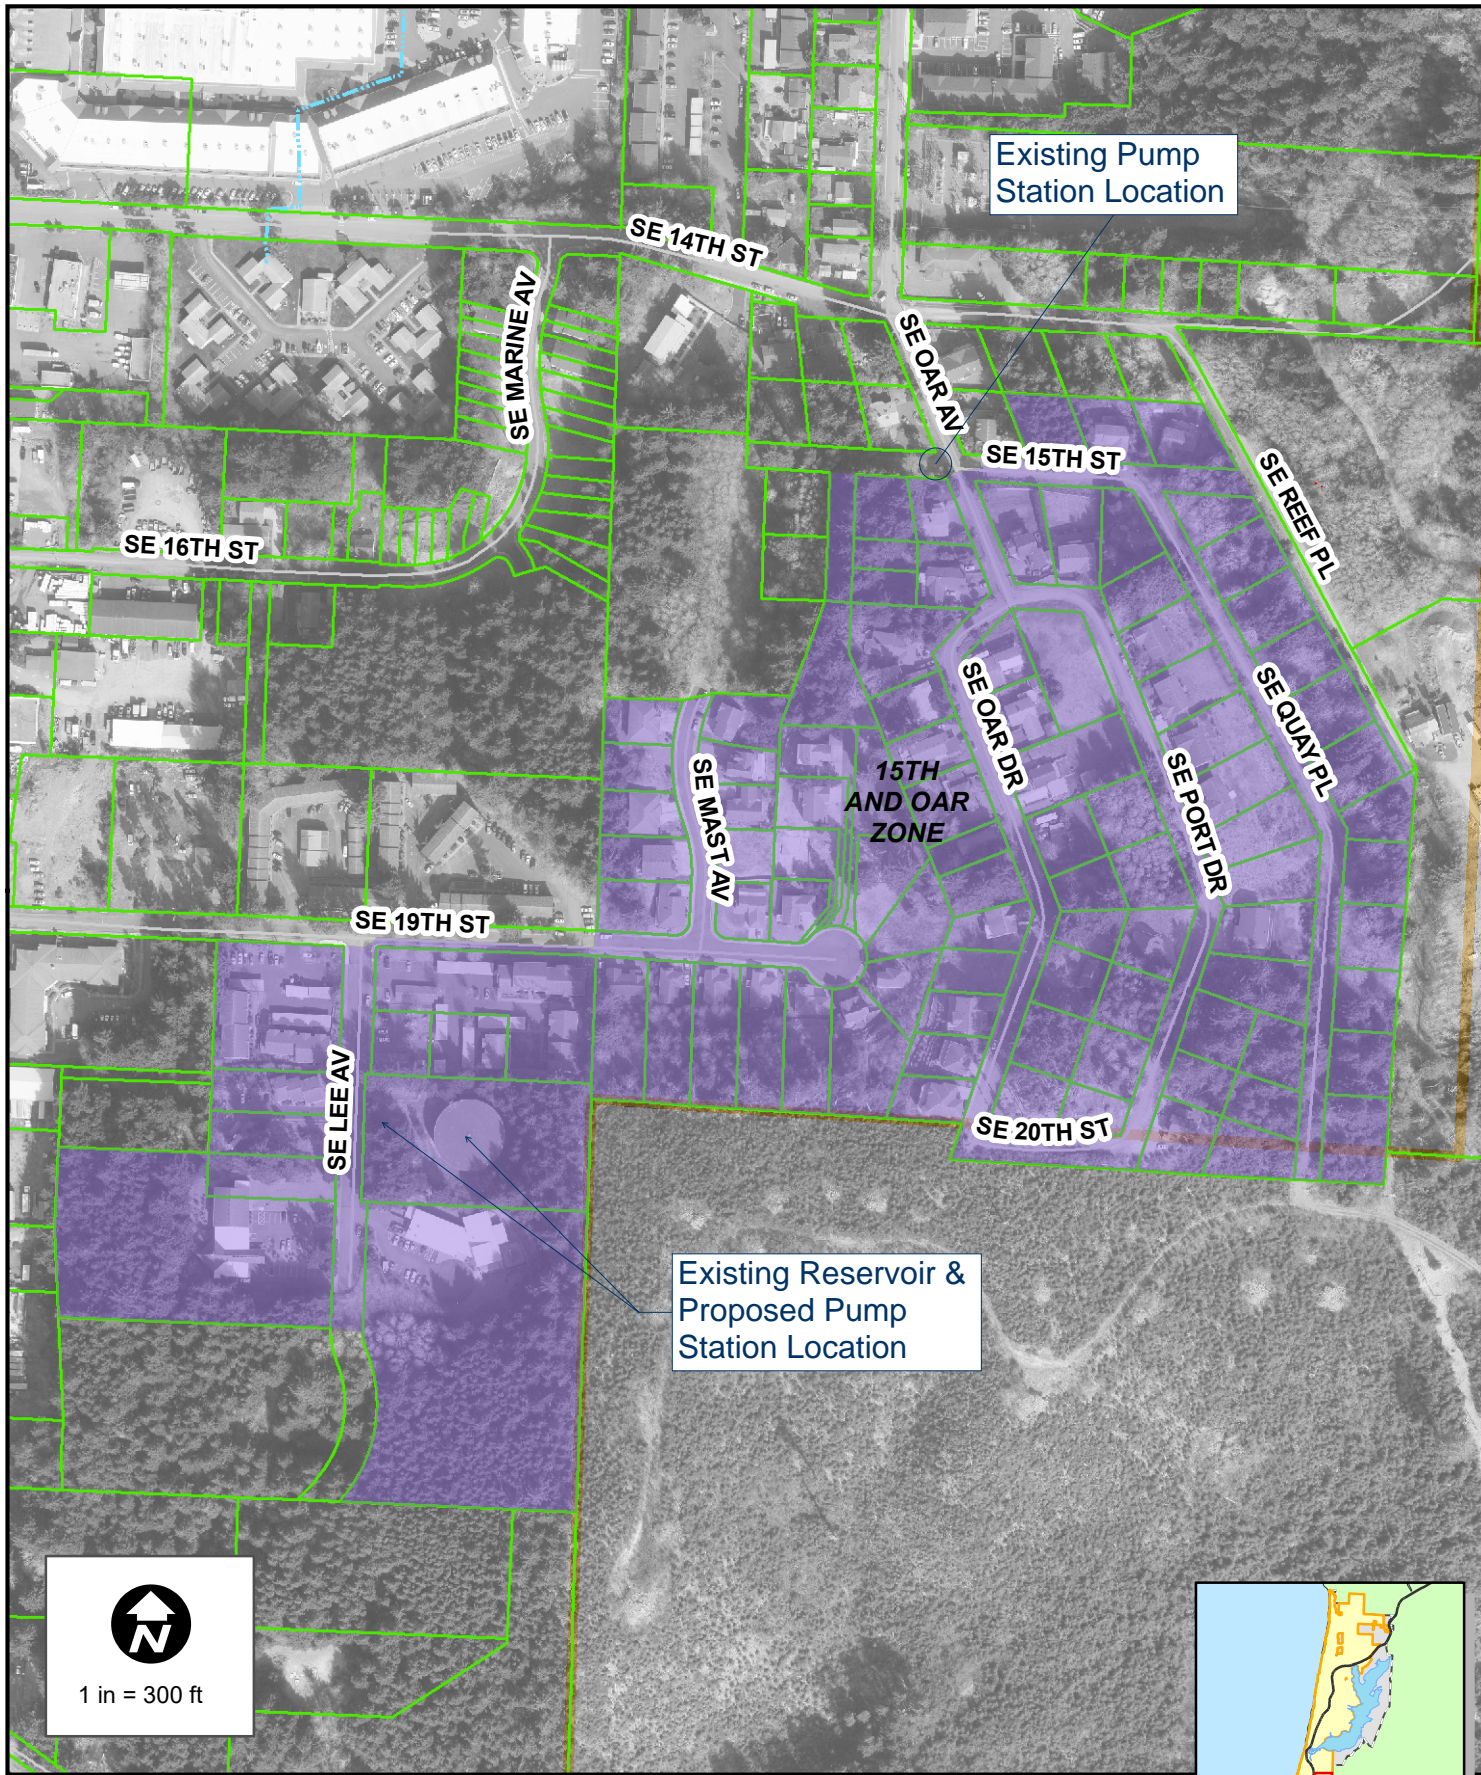 Existing Pump
Station Location
SE 14TH ST
SE MARINE AV
SE OAR AV
SE 15TH ST
SE REEF PL
SE 16TH ST
SE OAR DR
SE QUAY PL
SE MAST AV
15TH
AND OAR
ZONE
SE PORT DR
SE 19TH ST
SE LEE AV
SE 20TH ST
Existing Reservoir &
Proposed Pump
Station Location
N
1 in = 300 ft